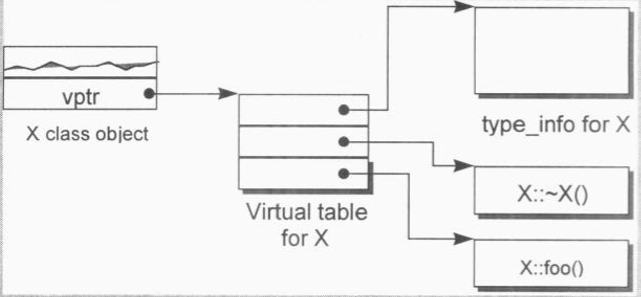 vptr
X class object
Virtual table
for X
type_info for X
X::~X()
X::foo()